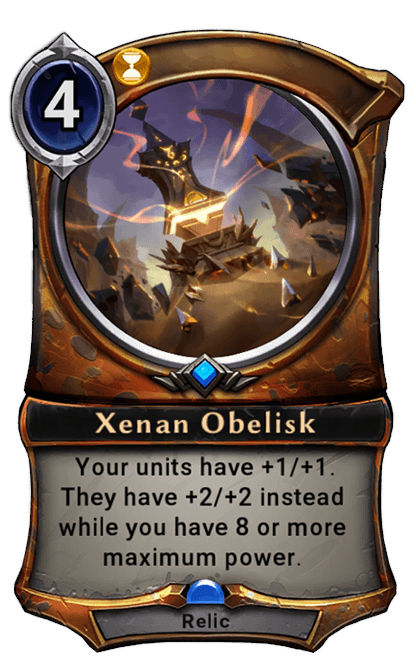 4
Xenan Obelisk
Your units have +1/+1.
They have +2/+2 instead
while you have 8 or more
maximum power.
Relic